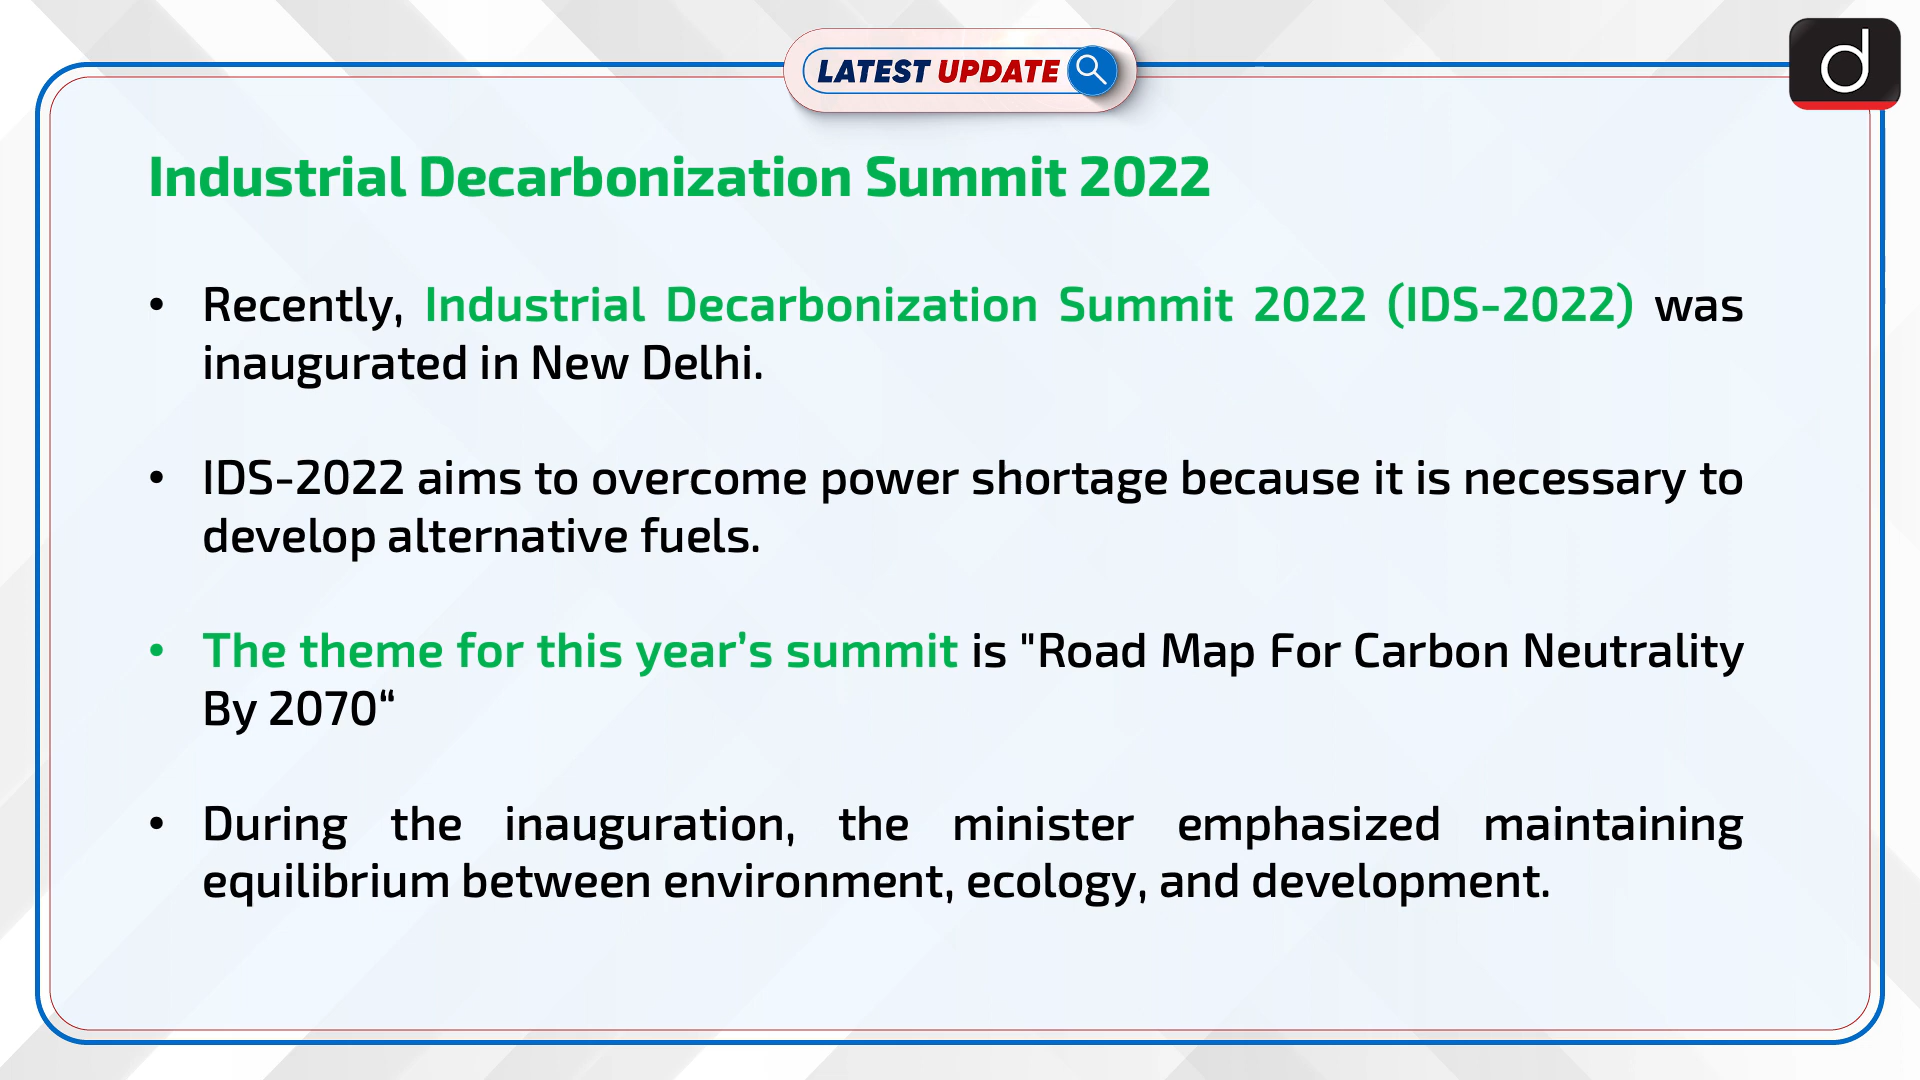 LATEST UPDATE
d
Industrial Decarbonization Summit 2022
• Recently, Industrial Decarbonization Summit 2022 (IDS-2022) was
inaugurated in New Delhi.
• IDS-2022 aims to overcome power shortage because it is necessary to
develop alternative fuels.
• The theme for this year’s summit is "Road Map For Carbon Neutrality
By 2070“
• During the inauguration, the minister emphasized maintaining
equilibrium between environment, ecology, and development.